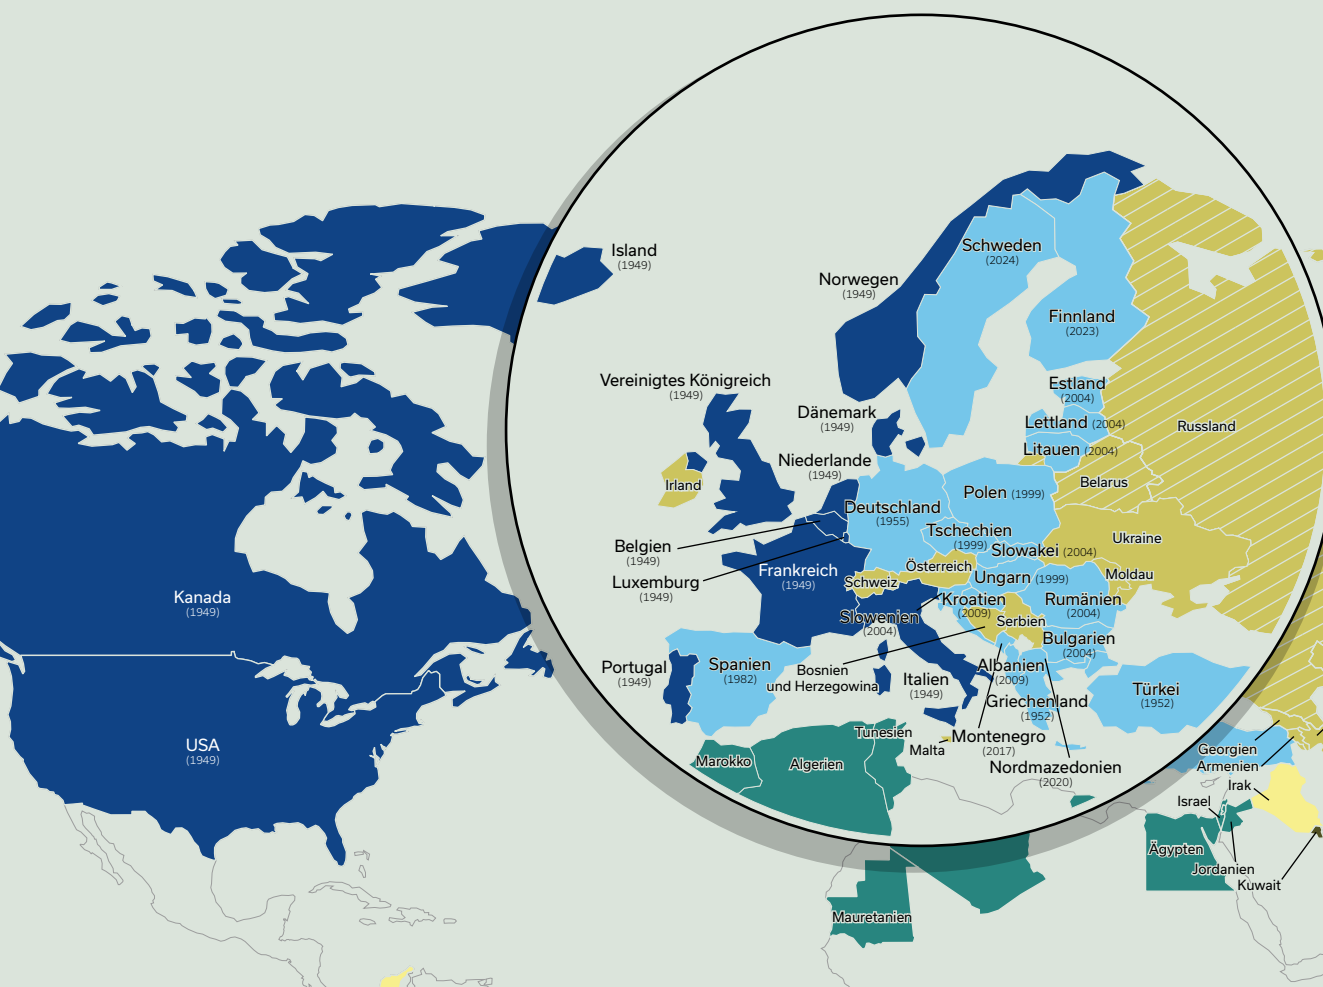 Island
(1949)
Schweden
(2024)
Norwegen
(1949)
Finnland
(2023)
Vereinigtes Königreich
(1949)
Estland
(2004)
Dänemark
(1949)
Lettland (2004)
Russland
Litauen (2004)
Niederlande
(1949)
Irland
Belarus
Polen (1999)
Deutschland
(1955)
Tschechien
(1999)
Ukraine
Belgien
(1949)
Slowakei (2004)
Österreich
Frankreich
(1949)
Moldau
Luxemburg
(1949)
Schweiz
Ungarn (1999)
Kanada
(1949)
Kroatien
(2009)
Rumänien
(2004)
Slowenien
(2004)
Serbien
Bulgarien
(2004)
Portugal
(1949)
Spanien
(1982)
Bosnien
und Herzegowina
Albanien
(2009)
Italien
(1949)
Türkei
(1952)
Griechenland
(1952)
USA
(1949)
Tunesien
Montenegro
(2017)
Malta
Georgien
Marokko
Algerien
Nordmazedonien
(2020)
Armenien
Irak
Israel
Ägypten
Jordanien
Kuwait
Mauretanien